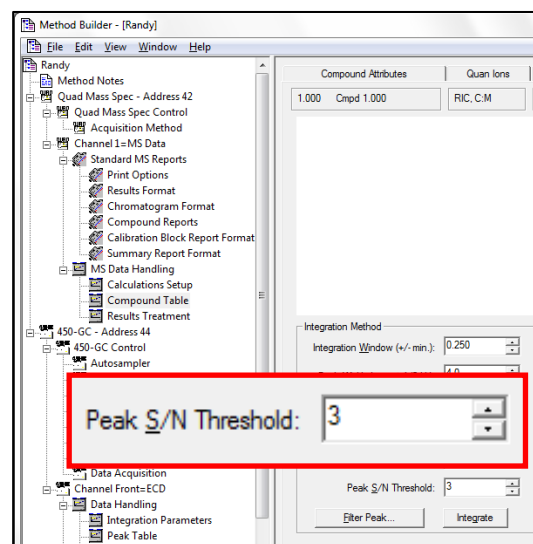 Method Builder - [Randy]
File Edit View Window Help
Randy
Method Notes
Quad Mass Spec - Address 42
Quad Mass Spec Control
Acquisition Method
Channel 1=MS Data
Standard MS Reports
Print Options
Results Format
Chromatogram Format
Compound Reports
Calibration Block Report Format
Summary Report Format
MS Data Handling
Calculations Setup
Compound Table
Results Treatment
450-GC - Address 44
450-GC Control
Autosampler
Data Acquisition
Channel Front=ECD
Data Handling
Integration Parameters
Peak Table
Compound Attributes Quan Ions
1.000 Cmpd 1.000 RIC, C:M
Integration Method
Integration Window (+/- min.): 0.250
4.0
Peak S/N Threshold: 3
Peak S/N Threshold: 3
Filter Peak... Integrate